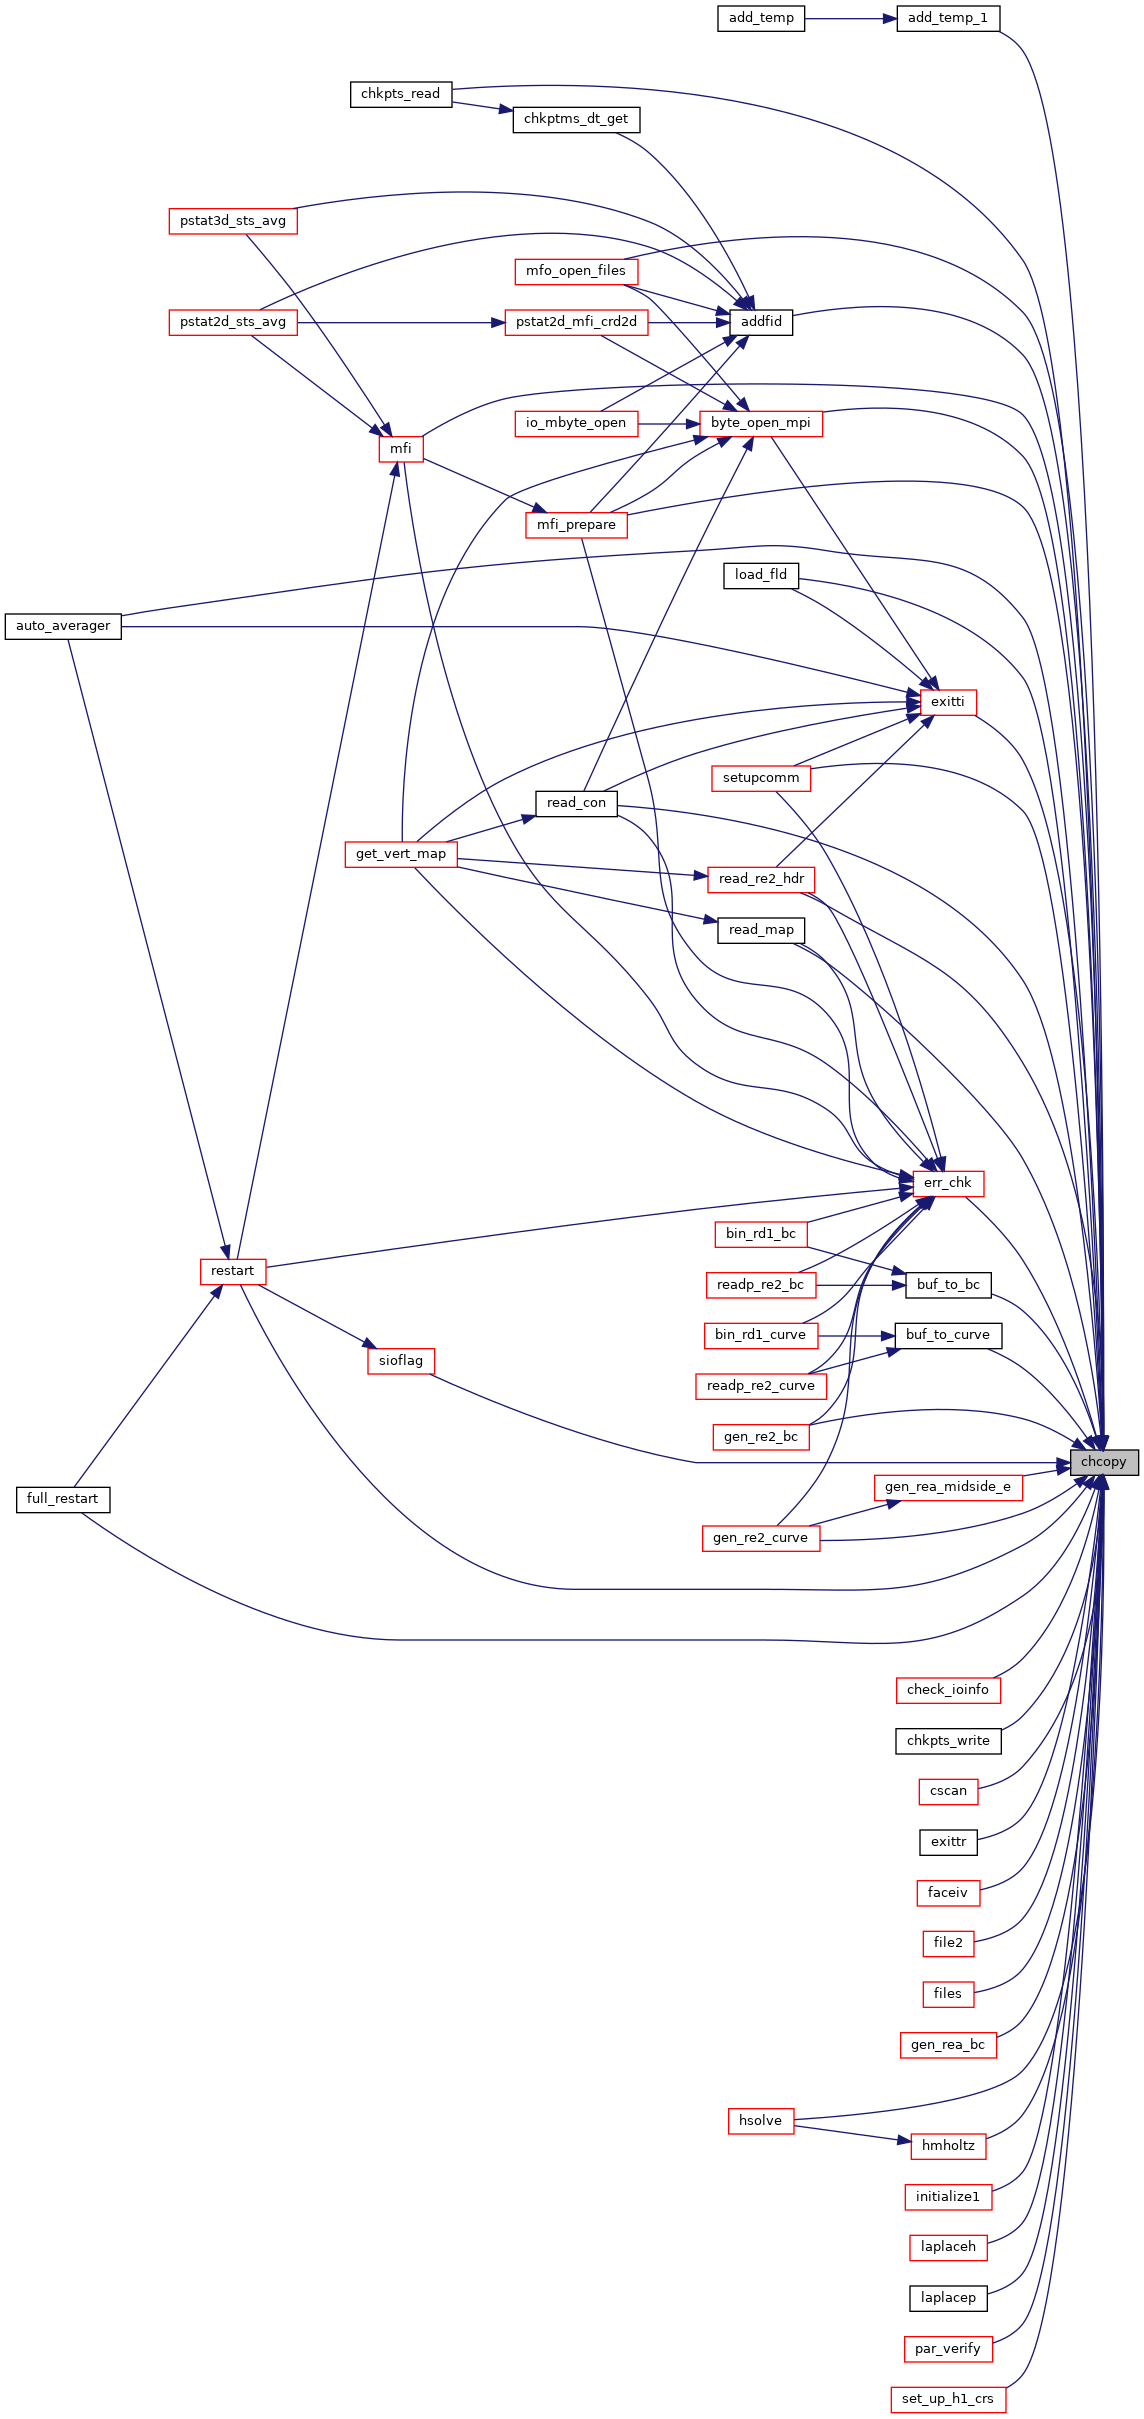 add_temp
add_temp_1
chkpts_read
chkptms_dt_get
pstat3d_sts_avg
mfo_open_files
pstat2d_sts_avg
pstat2d_mfi_crd2d
addfid
io_mbyte_open
byte_open_mpi
mfi
mfi_prepare
load_fld
auto_averager
exitti
setupcomm
read_con
get_vert_map
read_re2_hdr
read_map
err_chk
bin_rd1_bc
restart
readp_re2_bc
buf_to_bc
bin_rd1_curve
buf_to_curve
sioflag
readp_re2_curve
gen_re2_bc
chcopy
gen_rea_midside_e
full_restart
gen_re2_curve
check_ioinfo
chkpts_write
cscan
exittr
faceiv
file2
files
gen_rea_bc
hsolve
hmholtz
initialize1
laplaceh
laplacep
par_verify
set_up_h1_crs